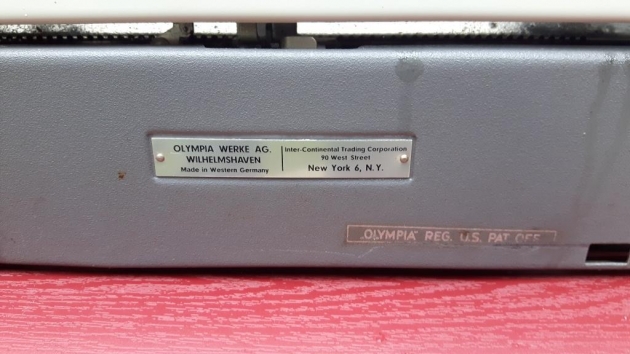 OLYMPIA WERKE AG.
WILHELMSHAVEN
Made in Western Germany
Inter-Continental Trading Corporation
90 West Street
New York 6, N.Y.
„OLYMPIA" REG. U.S. PAT. OFF.